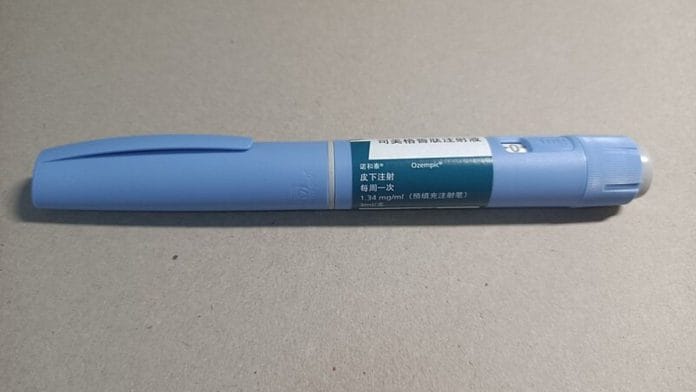 司美格鲁肽注射液
诺和泰® Ozempic®
皮下注射
每周一次
1.34 mg/ml（预填充注射笔）